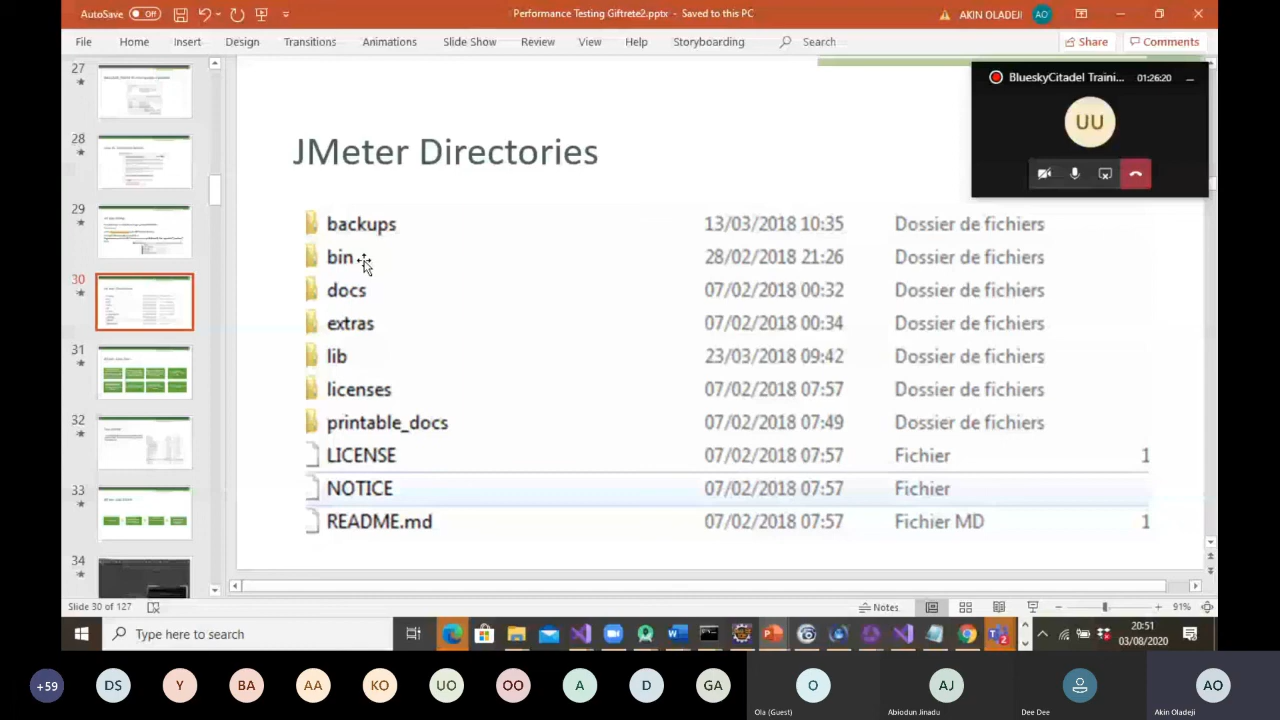 AutoSave Off
Performance Testing Giftrete2.pptx - Saved to this PC
AKIN OLADEJI AO
File Home Insert Design Transitions Animations Slide Show Review View Help Storyboarding Search Share Comments
BlueskyCitadel Traini... 01:26:20
UU
27
28
29
30
31
32
33
34
JMeter Directories
backups 13/03/2018 10:35 Dossier de fichiers
bin 28/02/2018 21:26 Dossier de fichiers
docs 07/02/2018 00:32 Dossier de fichiers
extras 07/02/2018 00:34 Dossier de fichiers
lib 23/03/2018 09:42 Dossier de fichiers
licenses 07/02/2018 07:57 Dossier de fichiers
printable_docs 07/02/2018 07:49 Dossier de fichiers
LICENSE 07/02/2018 07:57 Fichier 1
NOTICE 07/02/2018 07:57 Fichier
README.md 07/02/2018 07:57 Fichier MD 1
Slide 30 of 127 Notes 91%
Type here to search
20:51
03/08/2020
+59 DS Y BA AA KO UO OO A D GA O AJ AO
Ola (Guest) Abiodun Jinadu Dee Dee Akin Oladeji